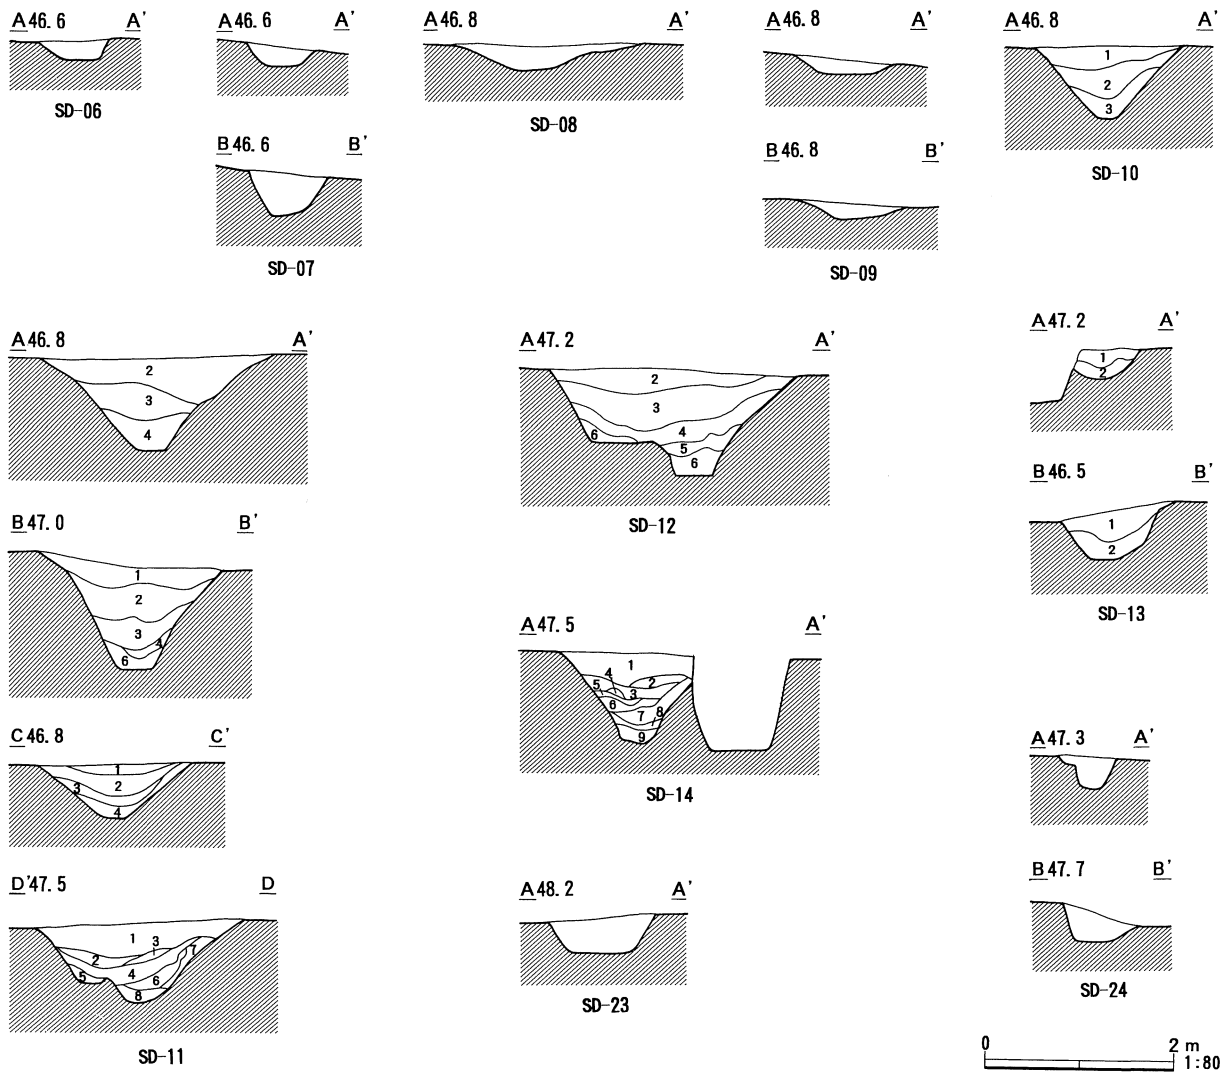 A46.6 A'
SD-06
A46.6 A'
B46.6 B'
SD-07
A46.8 A'
SD-08
A46.8 A'
B46.8 B'
SD-09
A46.8 A'
1
2
3
SD-10
A46.8 A'
2
3
4
B47.0 B'
1
2
3
4
6
C46.8 C'
1
2
3
4
D'47.5 D
1
3
2
7
4
5
6
8
SD-11
A47.2 A'
2
3
4
6
5
6
SD-12
A47.2 A'
1
2
B46.5 B'
1
2
SD-13
A47.5 A'
1
4
2
5
3
6
7
8
9
SD-14
A48.2 A'
SD-23
A47.3 A'
B47.7 B'
SD-24
0 2 m
1:80